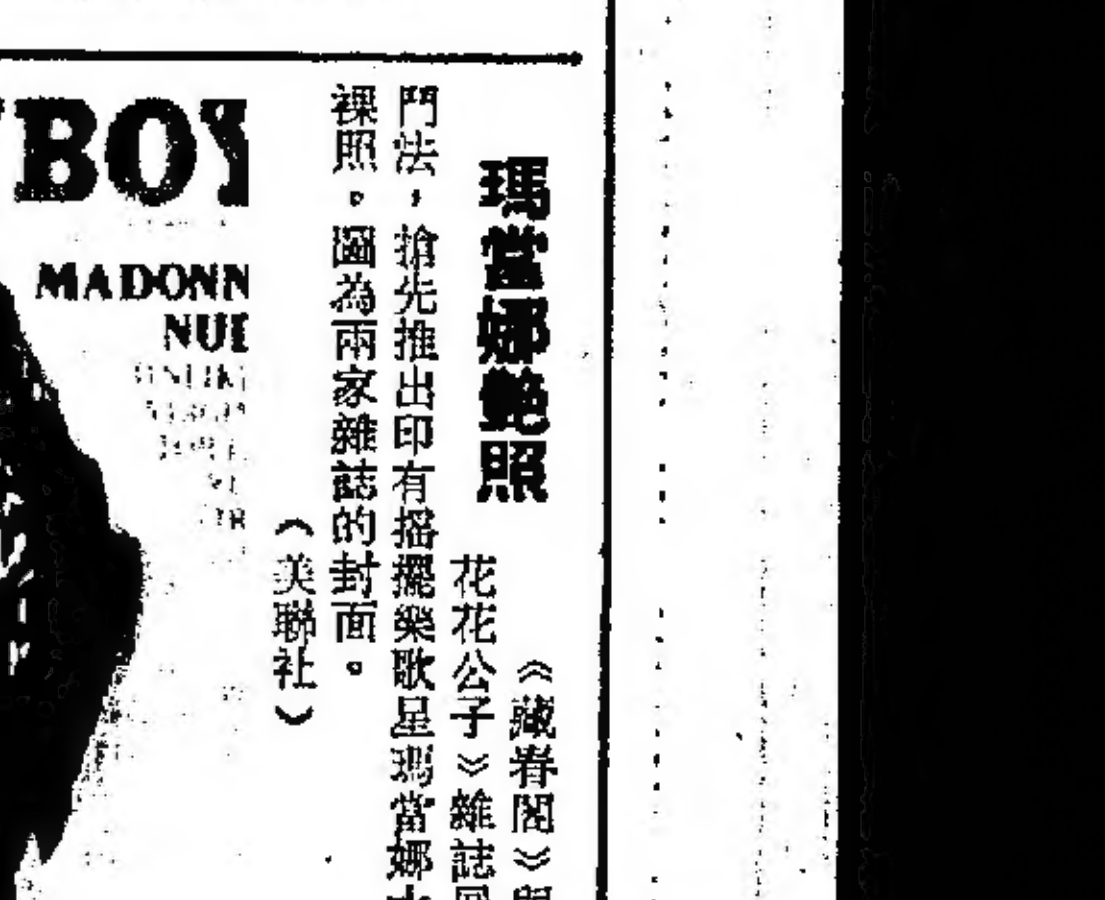 瑪當娜艷照
《藏春閣》與
花花公子》雜誌
鬥法，搶先推出印有搖擺樂歌星瑪當娜
裸照。圖為兩家雜誌的封面。
（美聯社）
BOY
MADONN
NUD